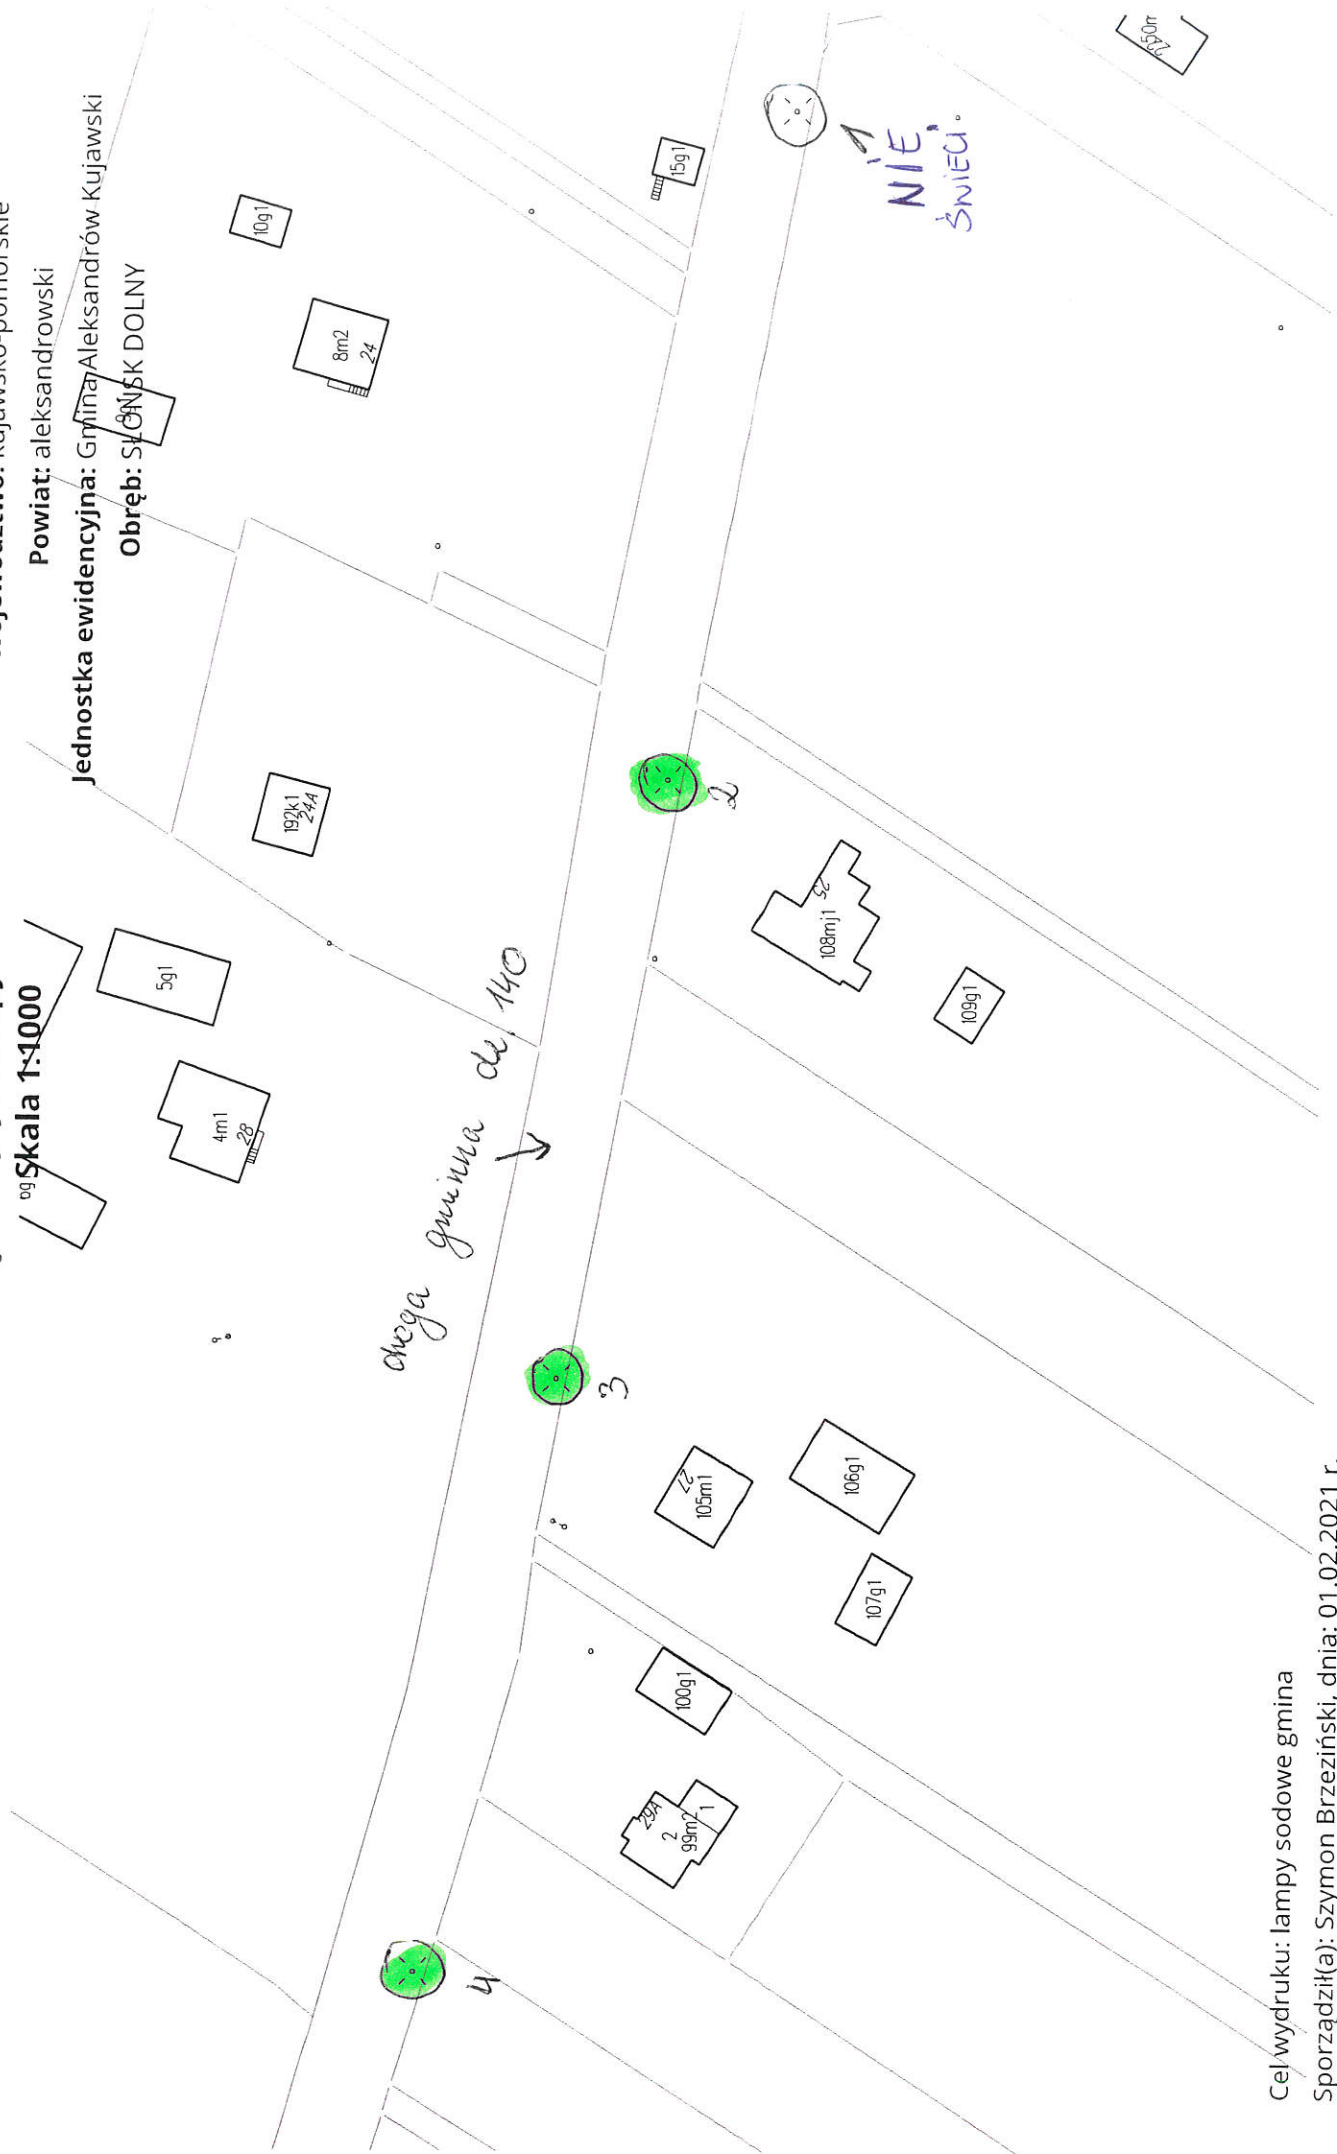 kujawsko-pomorskie
Powiat: aleksandrowski
Jednostka ewidencyjna: Gmina Aleksandrów Kujawski
Obręb: SŁOŃSK DOLNY
Skala 1:1000
10g1
15g1
8m2
24
NIE
ŚWIECI.
1
192k1
24A
5g1
4m1
28
droga gminna dz. 140
2
25
108mj1
109g1
3
27
105m1
106g1
107g1
100g1
29A
2
99m2
1
4
Cel wydruku: lampy sodowe gmina
Sporządził(a): Szymon Brzeziński, dnia: 01.02.2021 r.